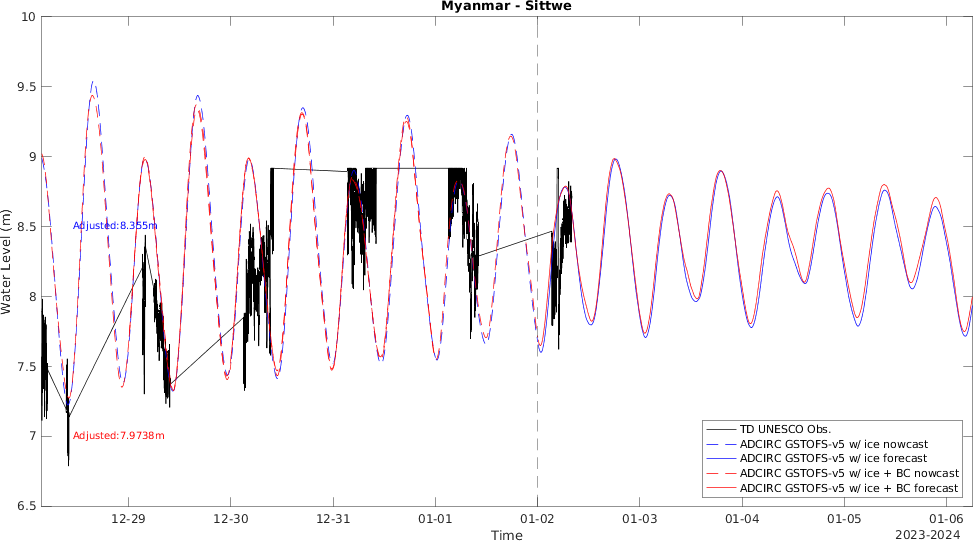 Myanmar - Sittwe
10
9.5
9
8.5
8
7.5
7
6.5
Water Level (m)
Adjusted:8.355m
Adjusted:7.9738m
TD UNESCO Obs.
ADCIRC GSTOFS-v5 w/ ice nowcast
ADCIRC GSTOFS-v5 w/ ice forecast
ADCIRC GSTOFS-v5 w/ ice + BC nowcast
ADCIRC GSTOFS-v5 w/ ice + BC forecast
12-29 12-30 12-31 01-01 01-02 01-03 01-04 01-05 01-06
Time
2023-2024